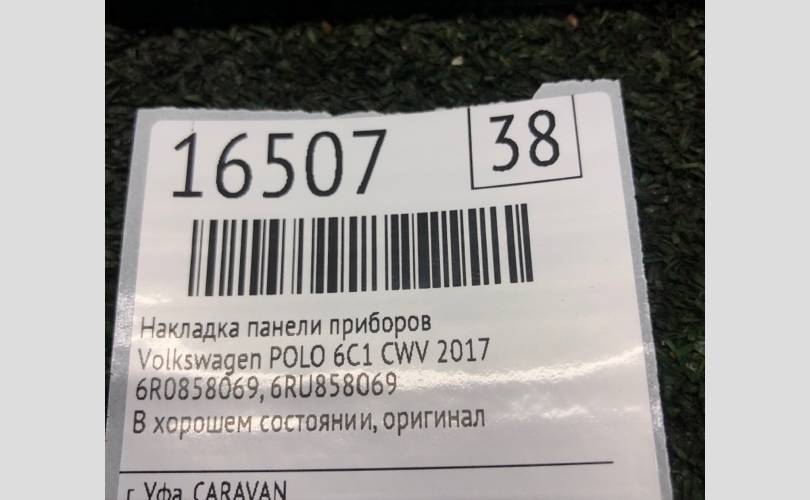 16507
38
Накладка панели приборов
Volkswagen POLO 6C1 CWV 2017
6R0858069, 6RU858069
В хорошем состоянии, оригинал
г. Уфа, CARAVAN